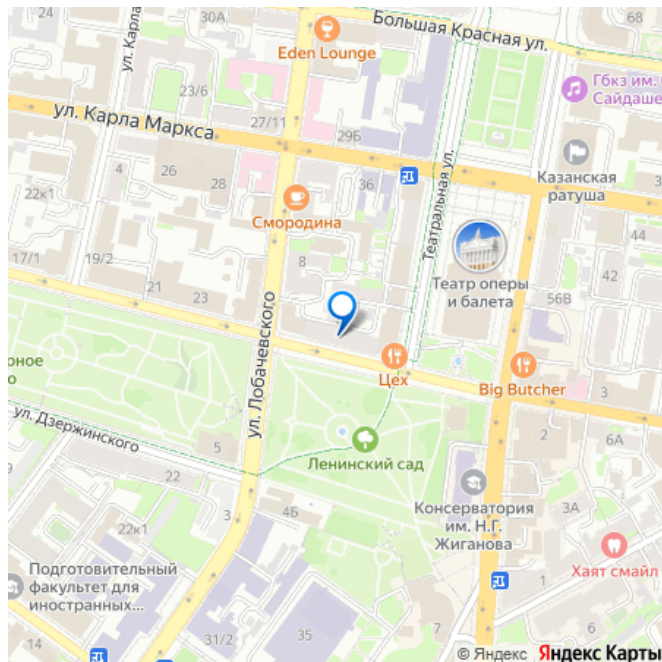 30А
68
Большая Красная ул.
Eden Lounge
ул. Карла
23/6
Гбкз им.
Сайдаше
ул. Карла Маркса
27/11
29Б
4
26
28
36
22к1
Театральная ул.
Казанская
ратуша
Смородина
44
17/1
19/2
8
21
23
Театр оперы
и балета
56В
42
ул. Лобачевского
рное
о
Цех
Big Butcher
3
ул. Дзержинского
5
2
6А
22
Ленинский сад
3
4Б
Консерватория
им. Н.Г.
Жиганова
3А
22к1
Хаят смайл
Подготовительный
факультет для
иностранных...
1
14
31/2
35
7
© Яндекс Яндекс Карты